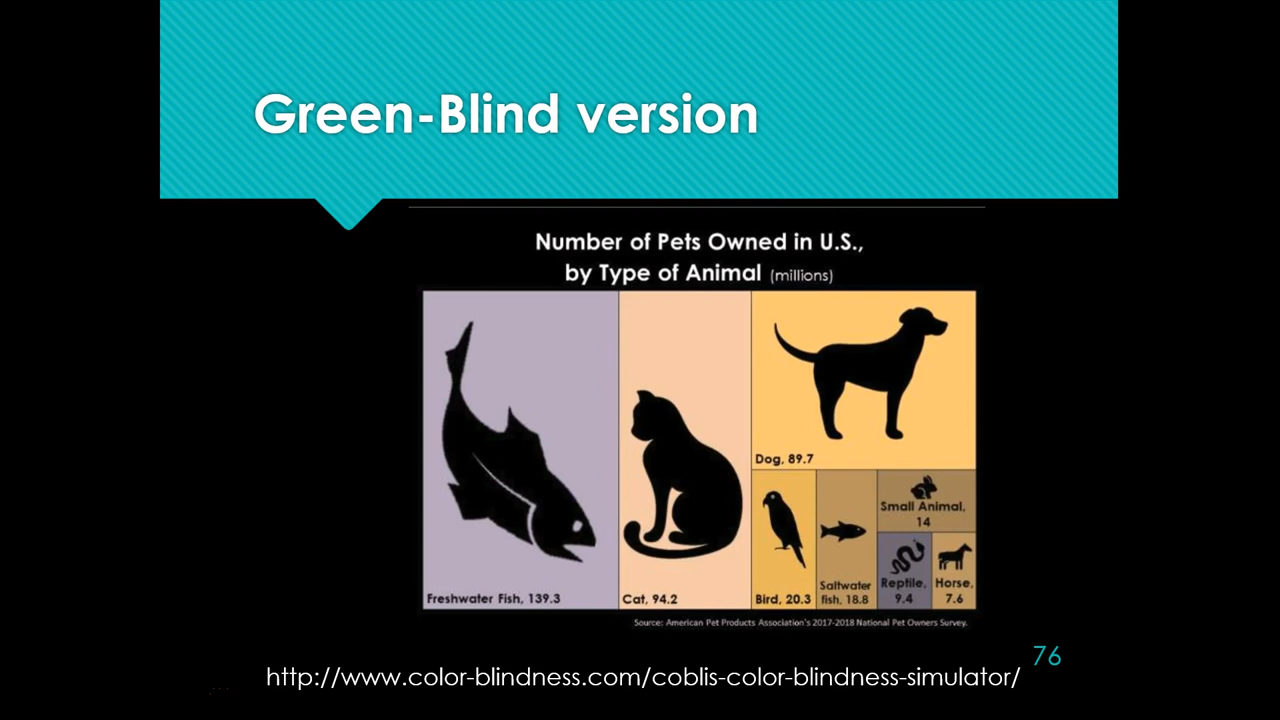 Green-Blind version
Number of Pets Owned in U.S.,
by Type of Animal (millions)
Dog, 89.7
Small Animal,
14
Freshwater Fish, 139.3
Cat, 94.2
Bird, 20.3
Saltwater
fish, 18.8
Reptile,
9.4
Horse,
7.6
Source: American Pet Products Association's 2017-2018 National Pet Owners Survey.
76
http://www.color-blindness.com/coblis-color-blindness-simulator/